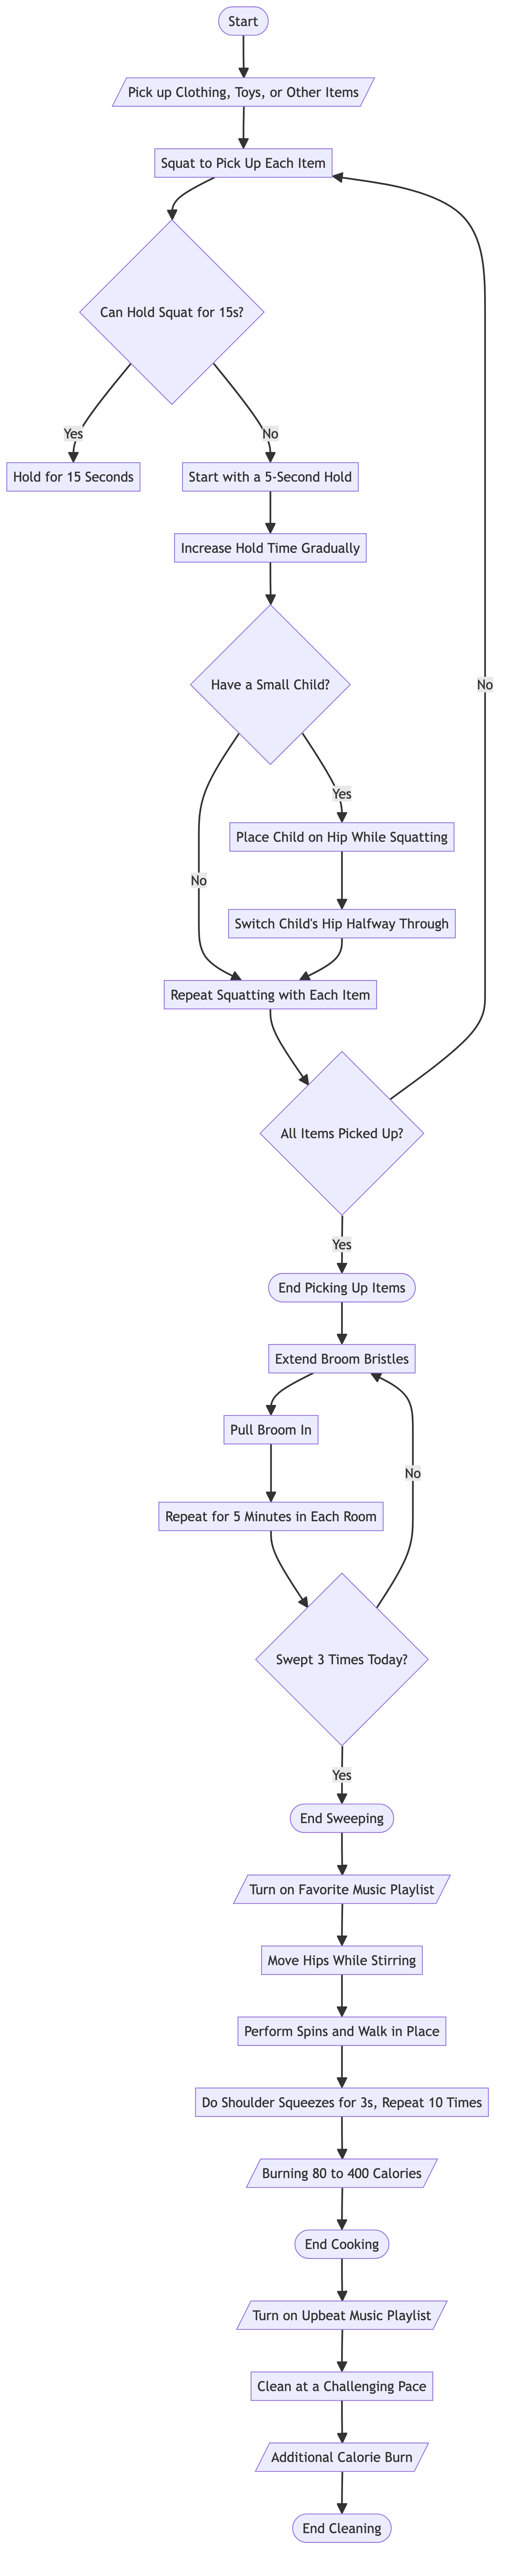 Start
Pick up Clothing, Toys, or Other Items
Squat to Pick Up Each Item
Can Hold Squat for 15s?
Yes
No
Hold for 15 Seconds
Start with a 5-Second Hold
Increase Hold Time Gradually
Have a Small Child?
No
Yes
Place Child on Hip While Squatting
No
Switch Child's Hip Halfway Through
Repeat Squatting with Each Item
All Items Picked Up?
Yes
End Picking Up Items
Extend Broom Bristles
Pull Broom In
No
Repeat for 5 Minutes in Each Room
Swept 3 Times Today?
Yes
End Sweeping
Turn on Favorite Music Playlist
Move Hips While Stirring
Perform Spins and Walk in Place
Do Shoulder Squeezes for 3s, Repeat 10 Times
Burning 80 to 400 Calories
End Cooking
Turn on Upbeat Music Playlist
Clean at a Challenging Pace
Additional Calorie Burn
End Cleaning